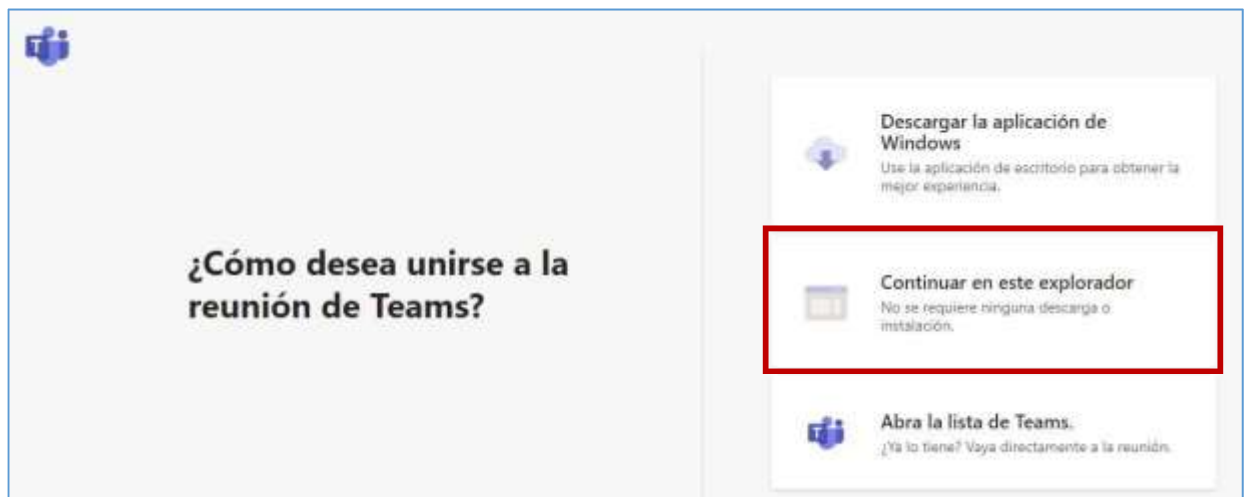 ¿Cómo desea unirse a la
reunión de Teams?
Descargar la aplicación de
Windows
Use la aplicación de escritorio para obtener la
mejor experiencia.
Continuar en este explorador
No se requiere ninguna descarga o
instalación.
Abra la lista de Teams.
¿Ya lo tiene? Vaya directamente a la reunión.